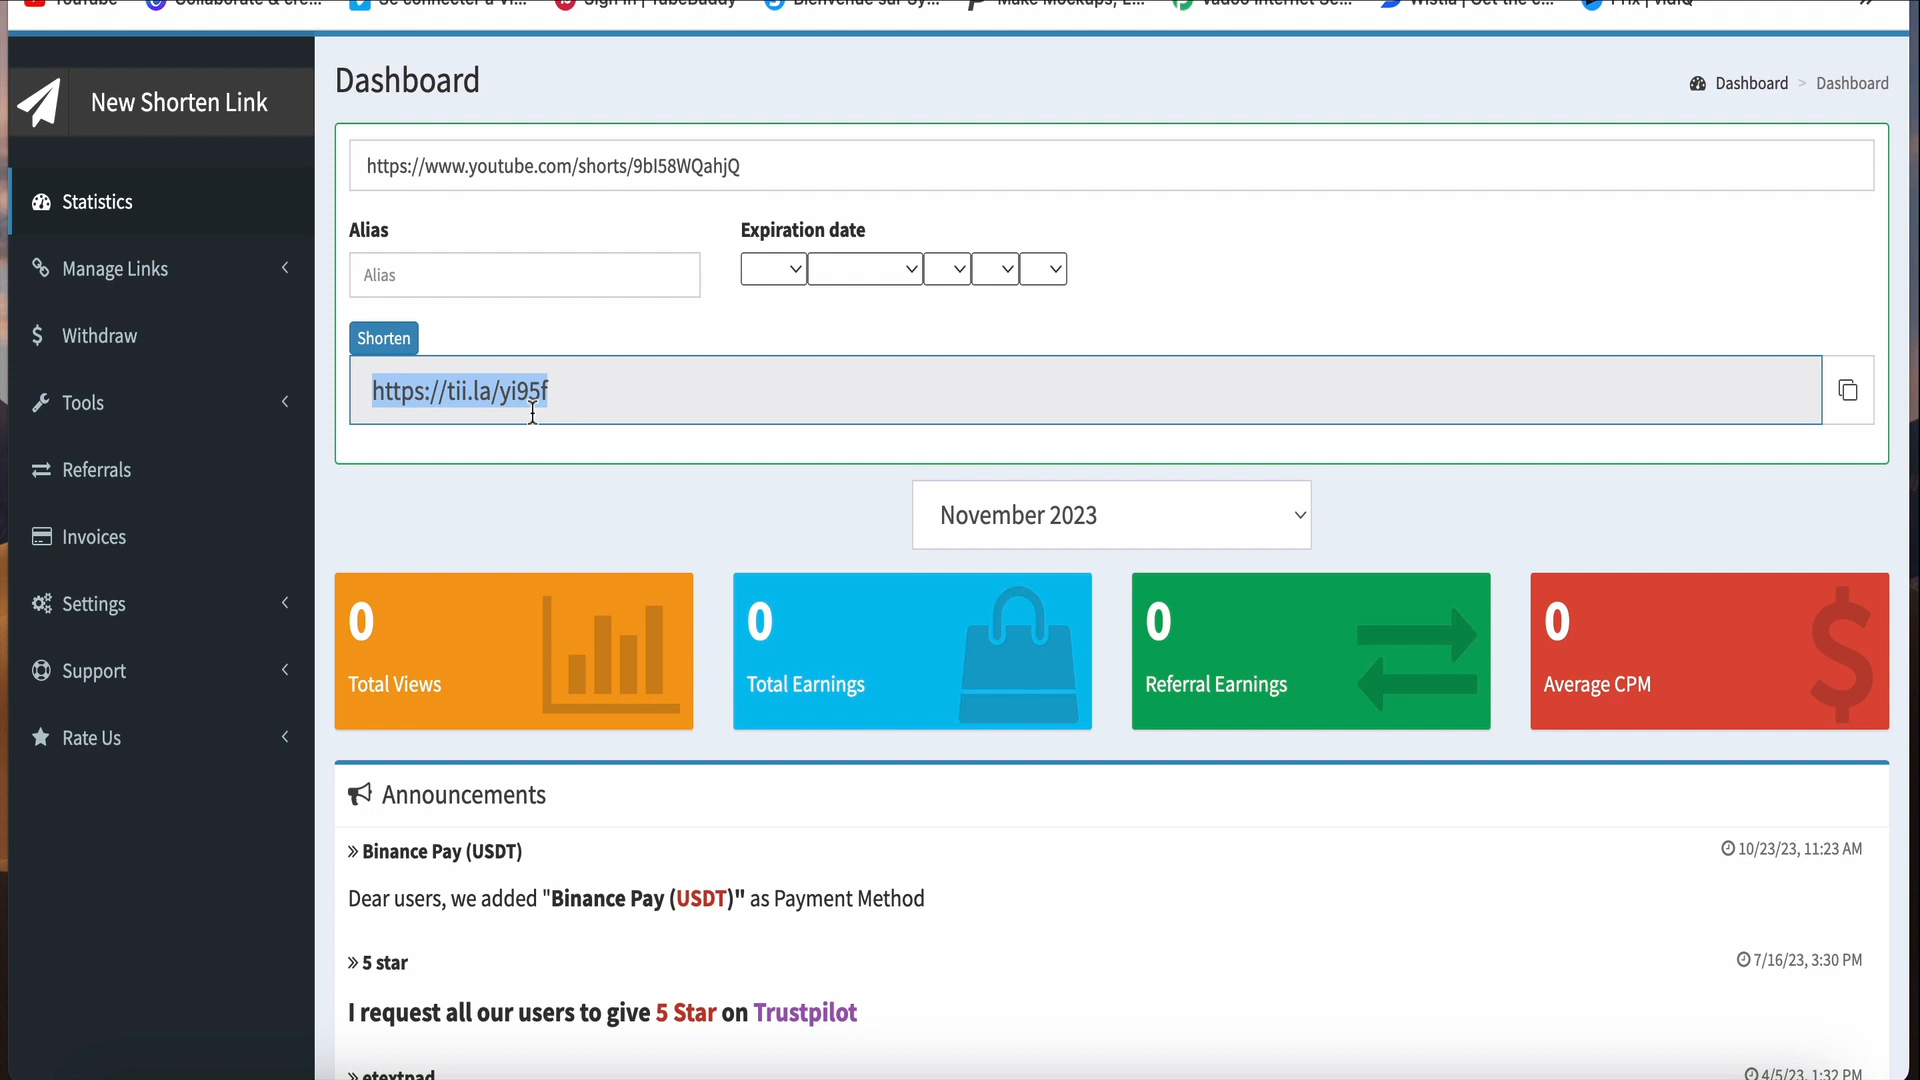 YouTube
New Shorten Link
Statistics
Manage Links
Withdraw
Tools
Referrals
Invoices
Settings
Support
Rate Us
Dashboard
Dashboard > Dashboard
https://www.youtube.com/shorts/9bI58WQahjQ
Alias
Expiration date
Alias
Shorten
https://tii.la/yi95f
November 2023
0
Total Views
0
Total Earnings
0
Referral Earnings
0
Average CPM
Announcements
» Binance Pay (USDT)
10/23/23, 11:23 AM
Dear users, we added "Binance Pay (USDT)" as Payment Method
» 5 star
7/16/23, 3:30 PM
I request all our users to give 5 Star on Trustpilot
» etextpad
4/5/23, 1:32 PM